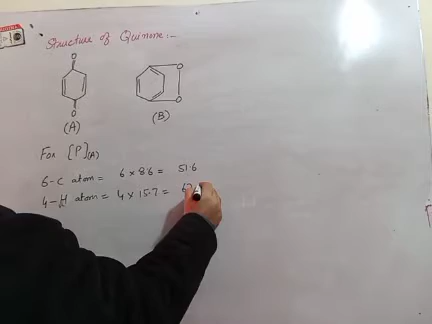 Structure of Quinone:-
O O
O O
(A) (B)
For [P](A)
6-C atom = 6 × 8.6 = 51.6
4-H atom = 4 × 15.7 =